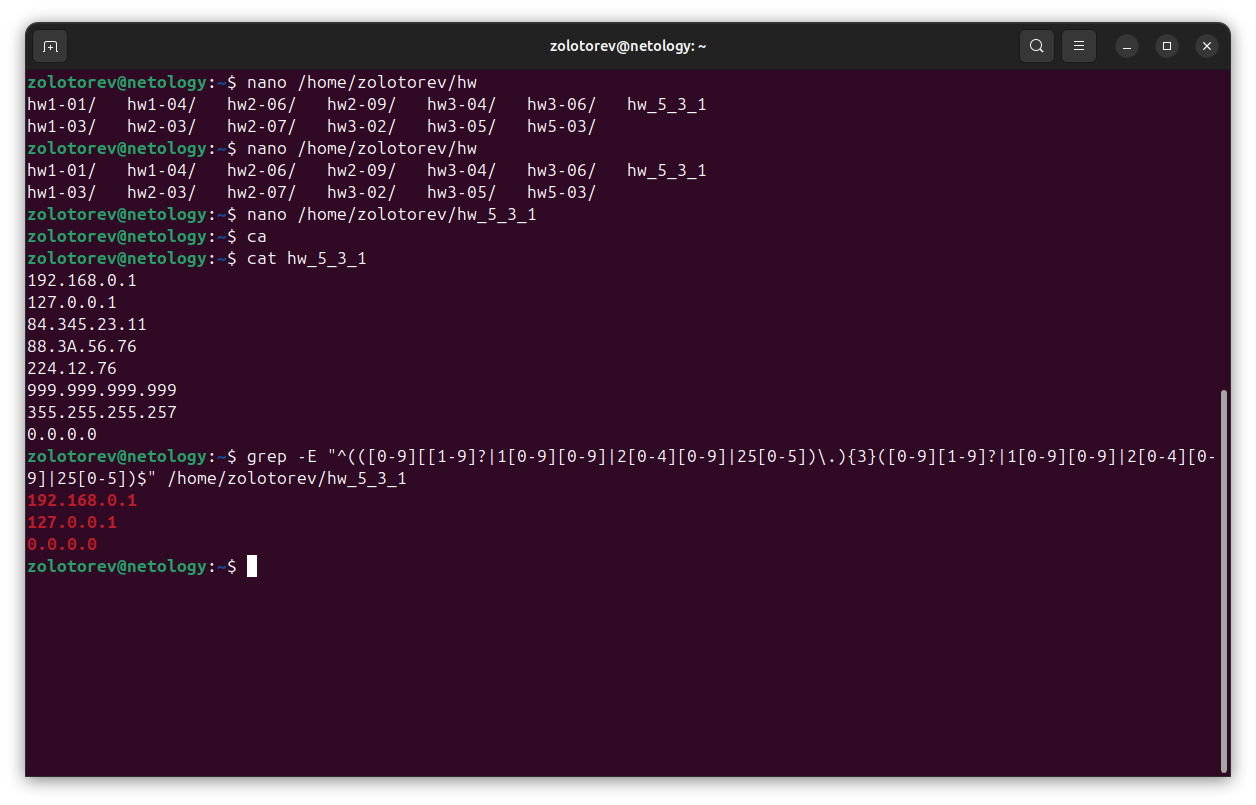 zolotorev@netology: ~
zolotorev@netology:~$ nano /home/zolotorev/hw
hw1-01/   hw1-04/   hw2-06/   hw2-09/   hw3-04/   hw3-06/   hw_5_3_1
hw1-03/   hw2-03/   hw2-07/   hw3-02/   hw3-05/   hw5-03/
zolotorev@netology:~$ nano /home/zolotorev/hw
hw1-01/   hw1-04/   hw2-06/   hw2-09/   hw3-04/   hw3-06/   hw_5_3_1
hw1-03/   hw2-03/   hw2-07/   hw3-02/   hw3-05/   hw5-03/
zolotorev@netology:~$ nano /home/zolotorev/hw_5_3_1
zolotorev@netology:~$ ca
zolotorev@netology:~$ cat hw_5_3_1
192.168.0.1
127.0.0.1
84.345.23.11
88.3A.56.76
224.12.76
999.999.999.999
355.255.255.257
0.0.0.0
zolotorev@netology:~$ grep -E "^(([0-9][[1-9]?|1[0-9][0-9]|2[0-4][0-9]|25[0-5])\.){3}([0-9][1-9]?|1[0-9][0-9]|2[0-4][0-
9]|25[0-5])$" /home/zolotorev/hw_5_3_1
192.168.0.1
127.0.0.1
0.0.0.0
zolotorev@netology:~$